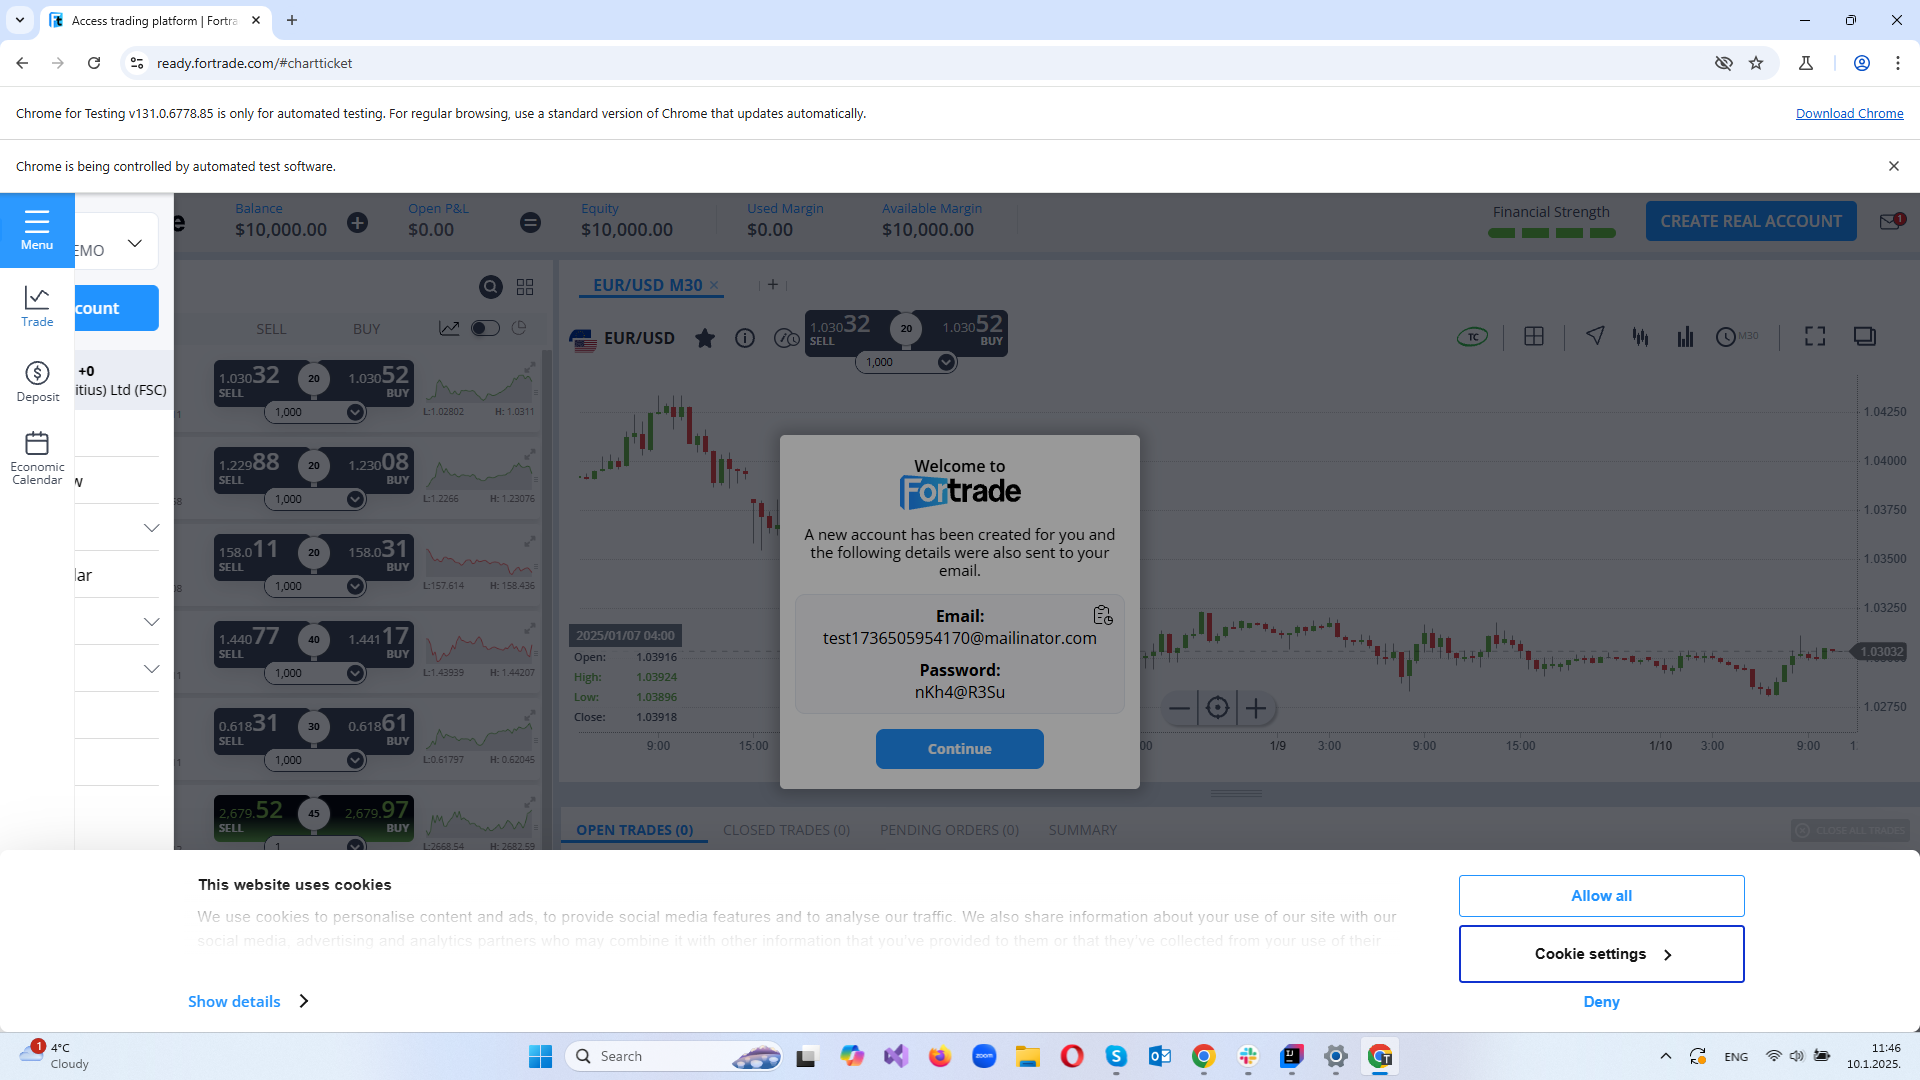 Access trading platform | Fortra
ready.fortrade.com/#chartticket
Chrome for Testing v131.0.6778.85 is only for automated testing. For regular browsing, use a standard version of Chrome that updates automatically.
Download Chrome
Chrome is being controlled by automated test software.
Menu
Trade
Deposit
Economic
Calendar
e
EMO
count
+0
itius) Ltd (FSC)
w
lar
Balance
$10,000.00
Open P&L
$0.00
Equity
$10,000.00
Used Margin
$0.00
Available Margin
$10,000.00
Financial Strength
CREATE REAL ACCOUNT
1
SELL BUY
1.03032 SELL 20 1.03052 BUY
1,000
L:1.02802 H: 1.0311
1.22988 SELL 20 1.23008 BUY
1,000
L:1.2266 H: 1.23076
158.011 SELL 20 158.031 BUY
1,000
L:157.614 H: 158.436
1.44077 SELL 40 1.44117 BUY
1,000
L:1.43939 H: 1.44207
0.61831 SELL 30 0.61861 BUY
1,000
L:0.61797 H: 0.62045
2,679.52 SELL 45 2,679.97 BUY
1
L:2668.54 H: 2682.59
EUR/USD M30
EUR/USD
1.03032 SELL 20 1.03052 BUY
1,000
TC
M30
1.04250
1.04000
1.03750
1.03500
1.03250
1.03032
1.02750
2025/01/07 04:00
Open: 1.03916
High: 1.03924
Low: 1.03896
Close: 1.03918
9:00 15:00 :00 1/9 3:00 9:00 15:00 1/10 3:00 9:00 1.
Welcome to
Fortrade
A new account has been created for you and
the following details were also sent to your
email.
Email:
test1736505954170@mailinator.com
Password:
nKh4@R3Su
Continue
OPEN TRADES (0) CLOSED TRADES (0) PENDING ORDERS (0) SUMMARY
CLOSE ALL TRADES
This website uses cookies
We use cookies to personalise content and ads, to provide social media features and to analyse our traffic. We also share information about your use of our site with our
social media, advertising and analytics partners who may combine it with other information that you've provided to them or that they've collected from your use of their
Show details
Allow all
Cookie settings
Deny
1
4°C
Cloudy
Search
zoom
ENG
11:46
10.1.2025.